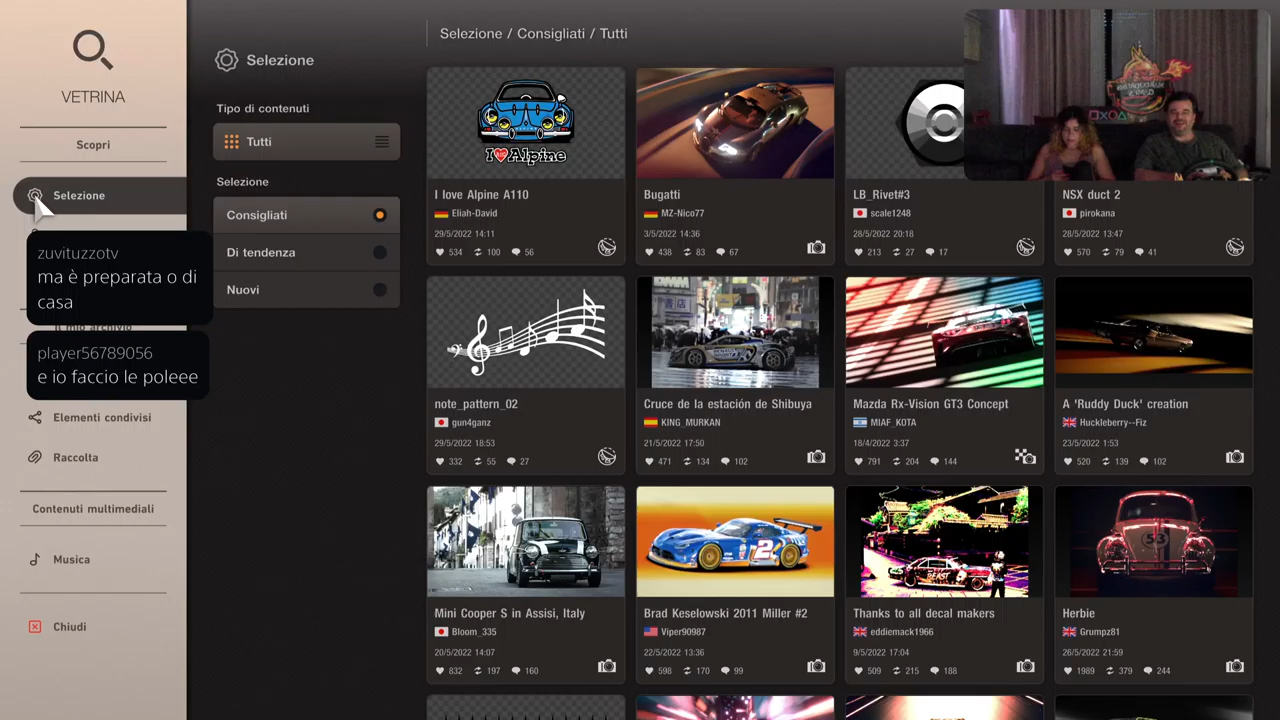 VETRINA
Scopri
Selezione
zuvituzzotv
ma è preparata o di
casa
Il mio archivio
player56789056
e io faccio le poleee
Elementi condivisi
Raccolta
Contenuti multimediali
Musica
Chiudi
Selezione
Tipo di contenuti
Tutti
Selezione
Consigliati
Di tendenza
Nuovi
Selezione / Consigliati / Tutti
I Alpine
I love Alpine A110
Eliah-David
29/5/2022 14:11
534 100 56
Bugatti
MZ-Nico77
3/5/2022 14:36
438 83 67
LB_Rivet#3
scale1248
28/5/2022 20:18
213 27 17
NSX duct 2
pirokana
28/5/2022 13:47
570 79 41
note_pattern_02
gun4ganz
29/5/2022 18:53
332 55 27
Cruce de la estación de Shibuya
KING_MURKAN
21/5/2022 17:50
471 134 102
Mazda Rx-Vision GT3 Concept
MIAF_KOTA
18/4/2022 3:37
791 204 144
A 'Ruddy Duck' creation
Huckleberry--Fiz
23/5/2022 1:53
520 139 102
Mini Cooper S in Assisi, Italy
Bloom_335
20/5/2022 14:07
832 197 160
2
Brad Keselowski 2011 Miller #2
Viper90987
22/5/2022 13:36
598 170 99
BEAST
Thanks to all decal makers
eddiemack1966
9/5/2022 17:04
509 215 188
53
Herbie
Grumpz81
26/5/2022 21:59
1989 379 244